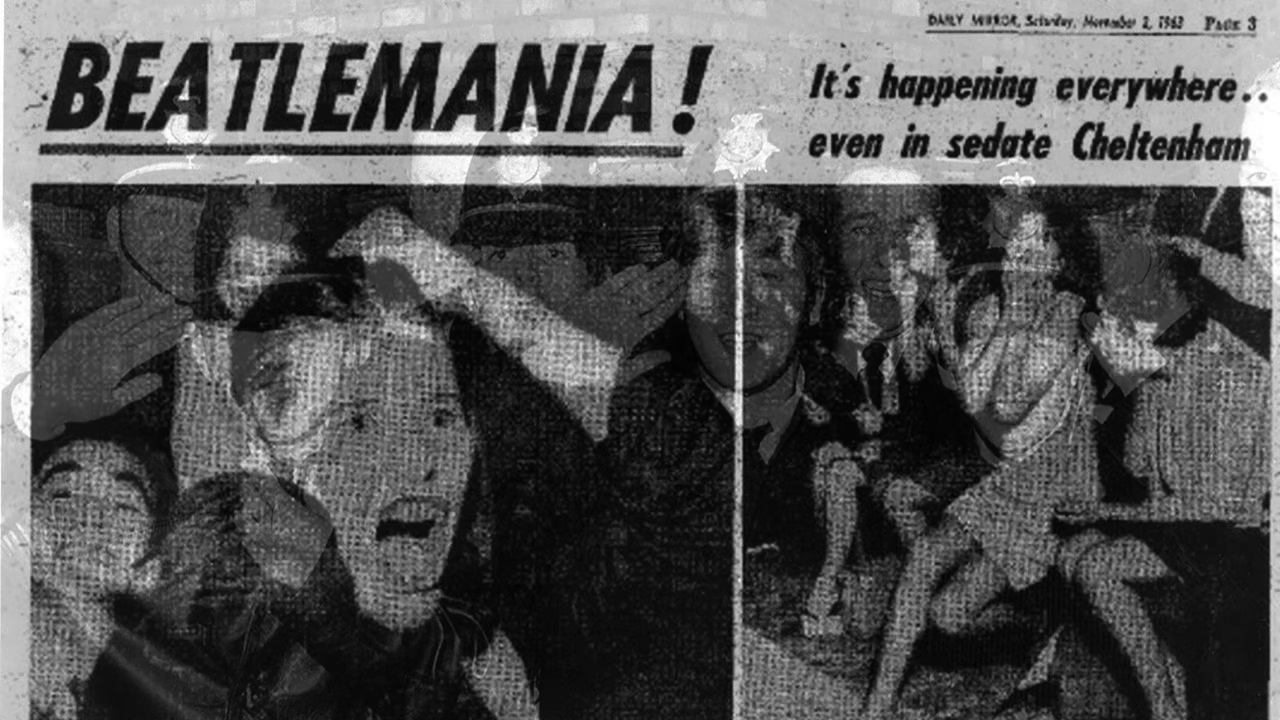 DAILY MIRROR, Saturday, November 2, 1963 PAGE 3
BEATLEMANIA!
It's happening everywhere..
even in sedate Cheltenham